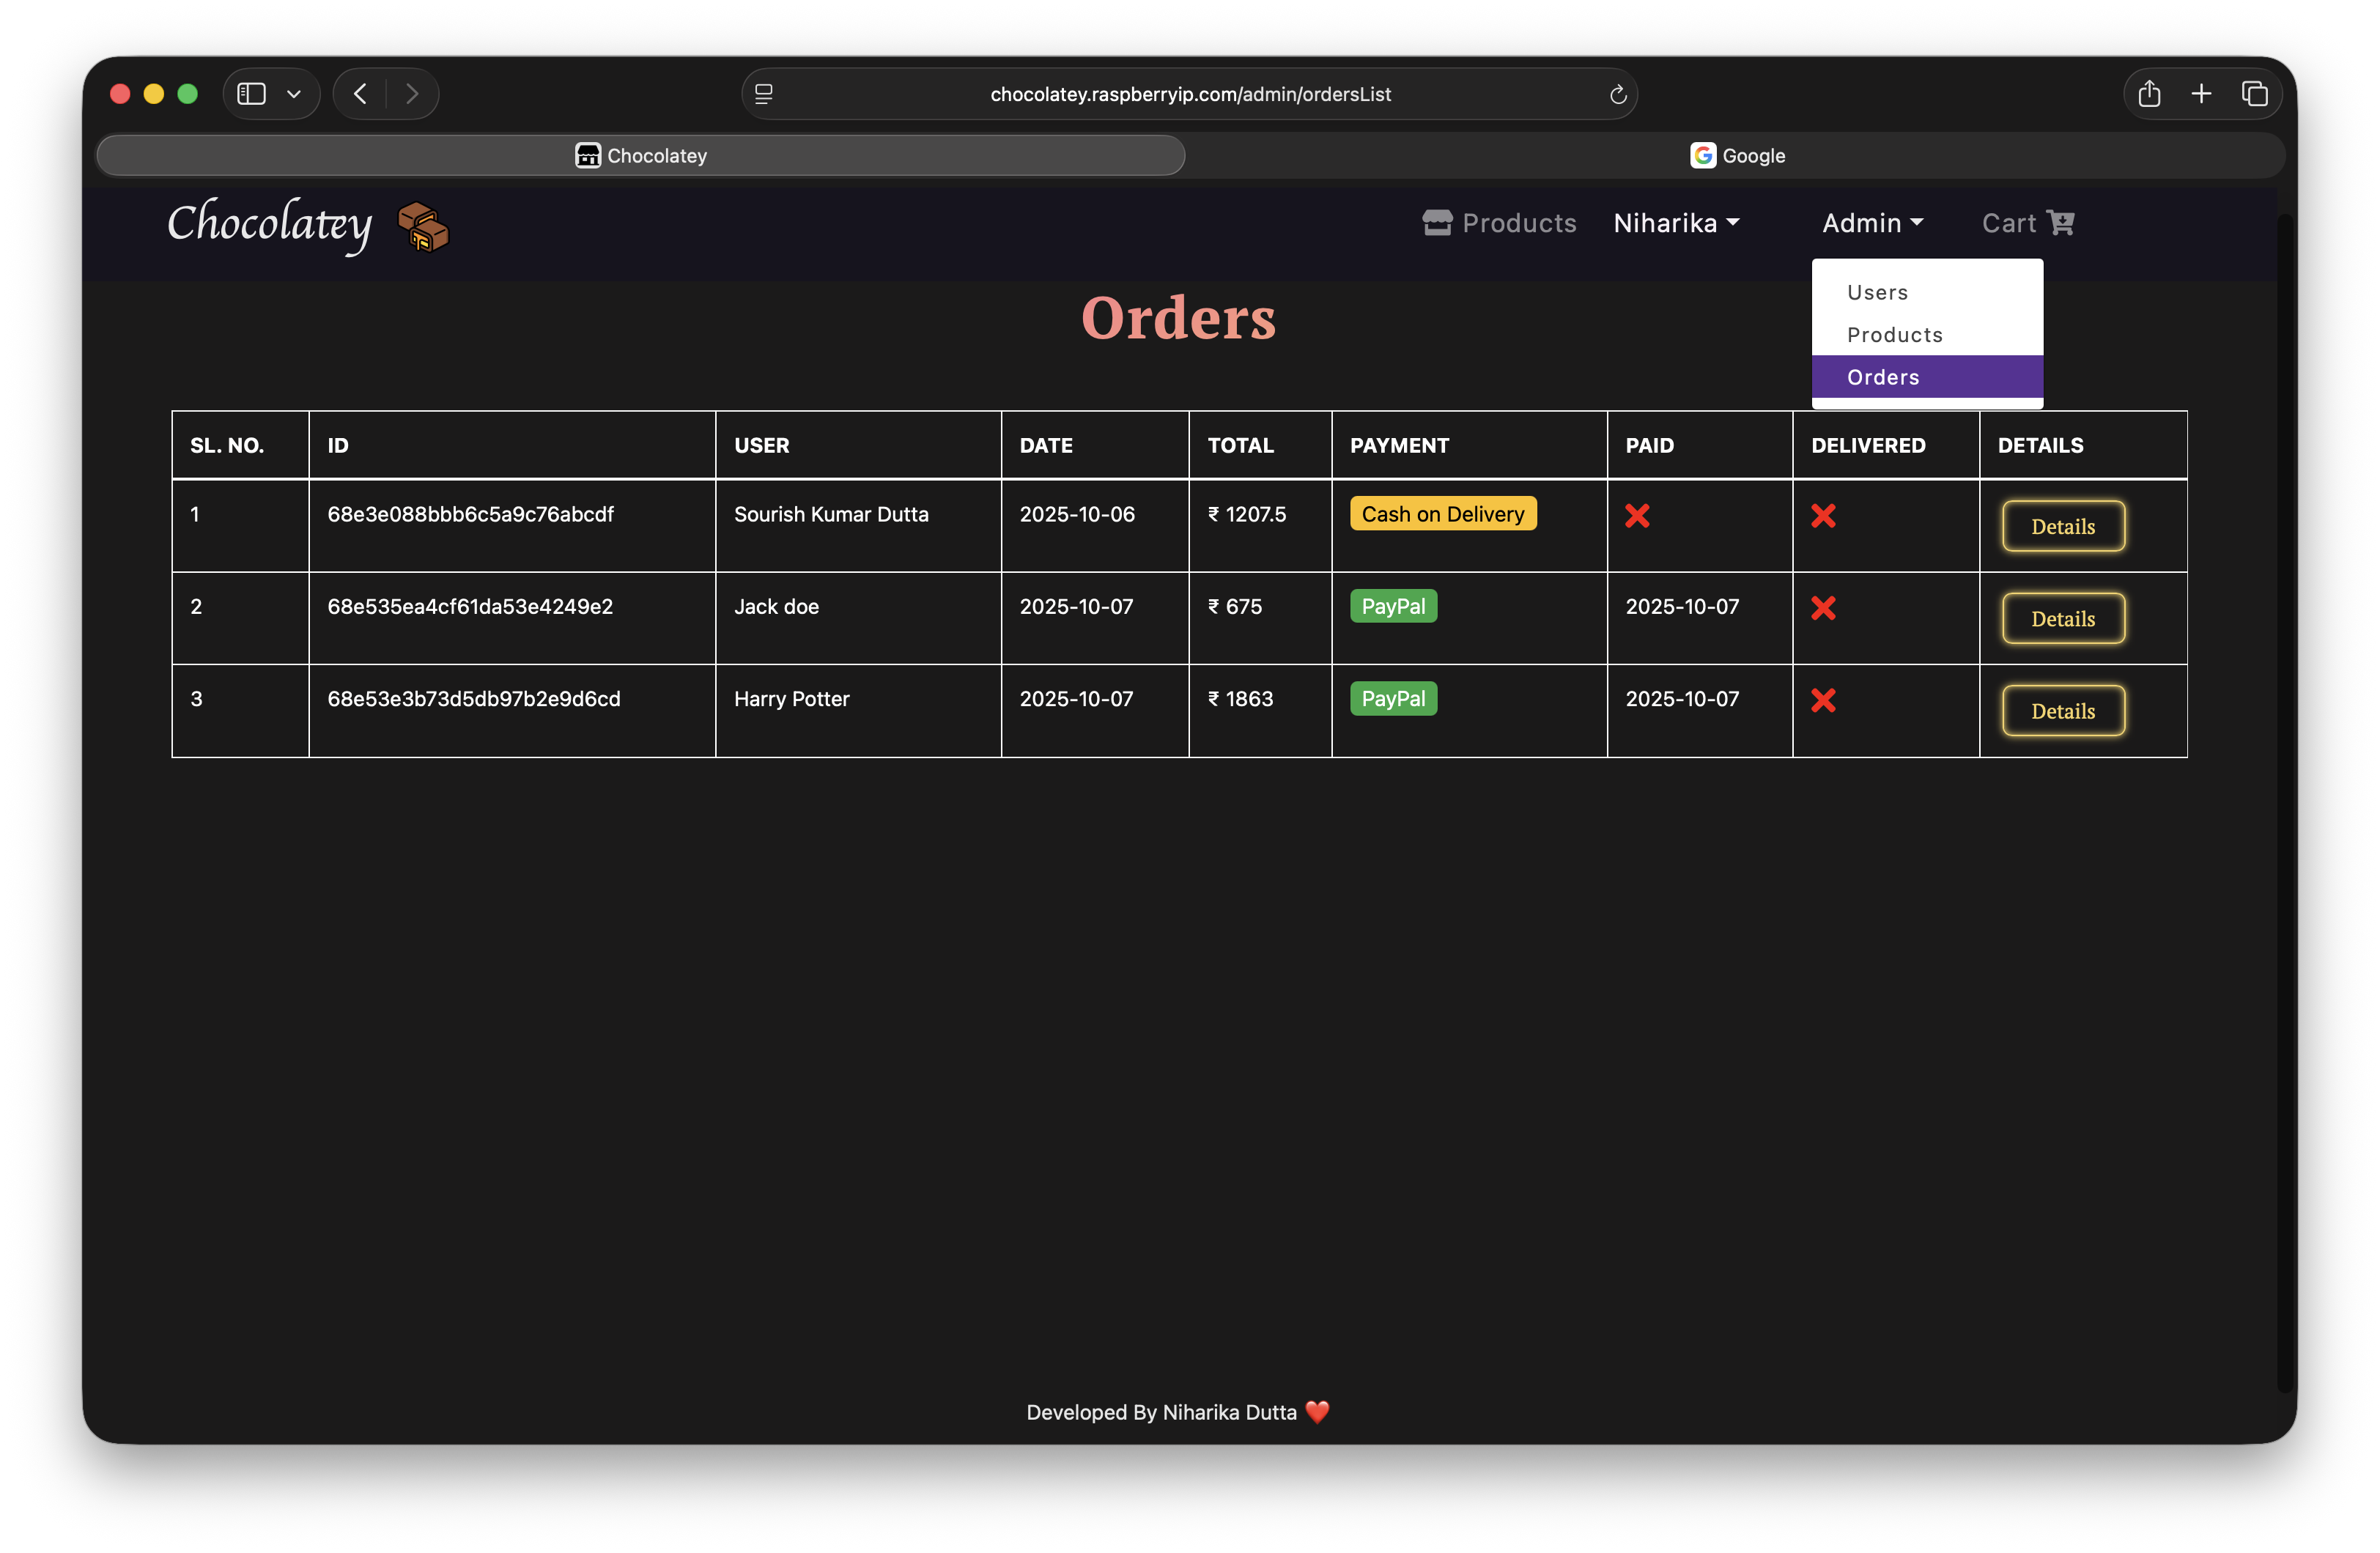 chocolatey.raspberryip.com/admin/ordersList
Chocolatey
Google
Chocolatey
Products
Niharika
Admin
Cart
Users
Products
Orders
Orders
SL. NO. ID USER DATE TOTAL PAYMENT PAID DELIVERED DETAILS
1 68e3e088bbb6c5a9c76abcdf Sourish Kumar Dutta 2025-10-06 ₹ 1207.5 Cash on Delivery ❌ ❌ Details
2 68e535ea4cf61da53e4249e2 Jack doe 2025-10-07 ₹ 675 PayPal 2025-10-07 ❌ Details
3 68e53e3b73d5db97b2e9d6cd Harry Potter 2025-10-07 ₹ 1863 PayPal 2025-10-07 ❌ Details
Developed By Niharika Dutta ❤️